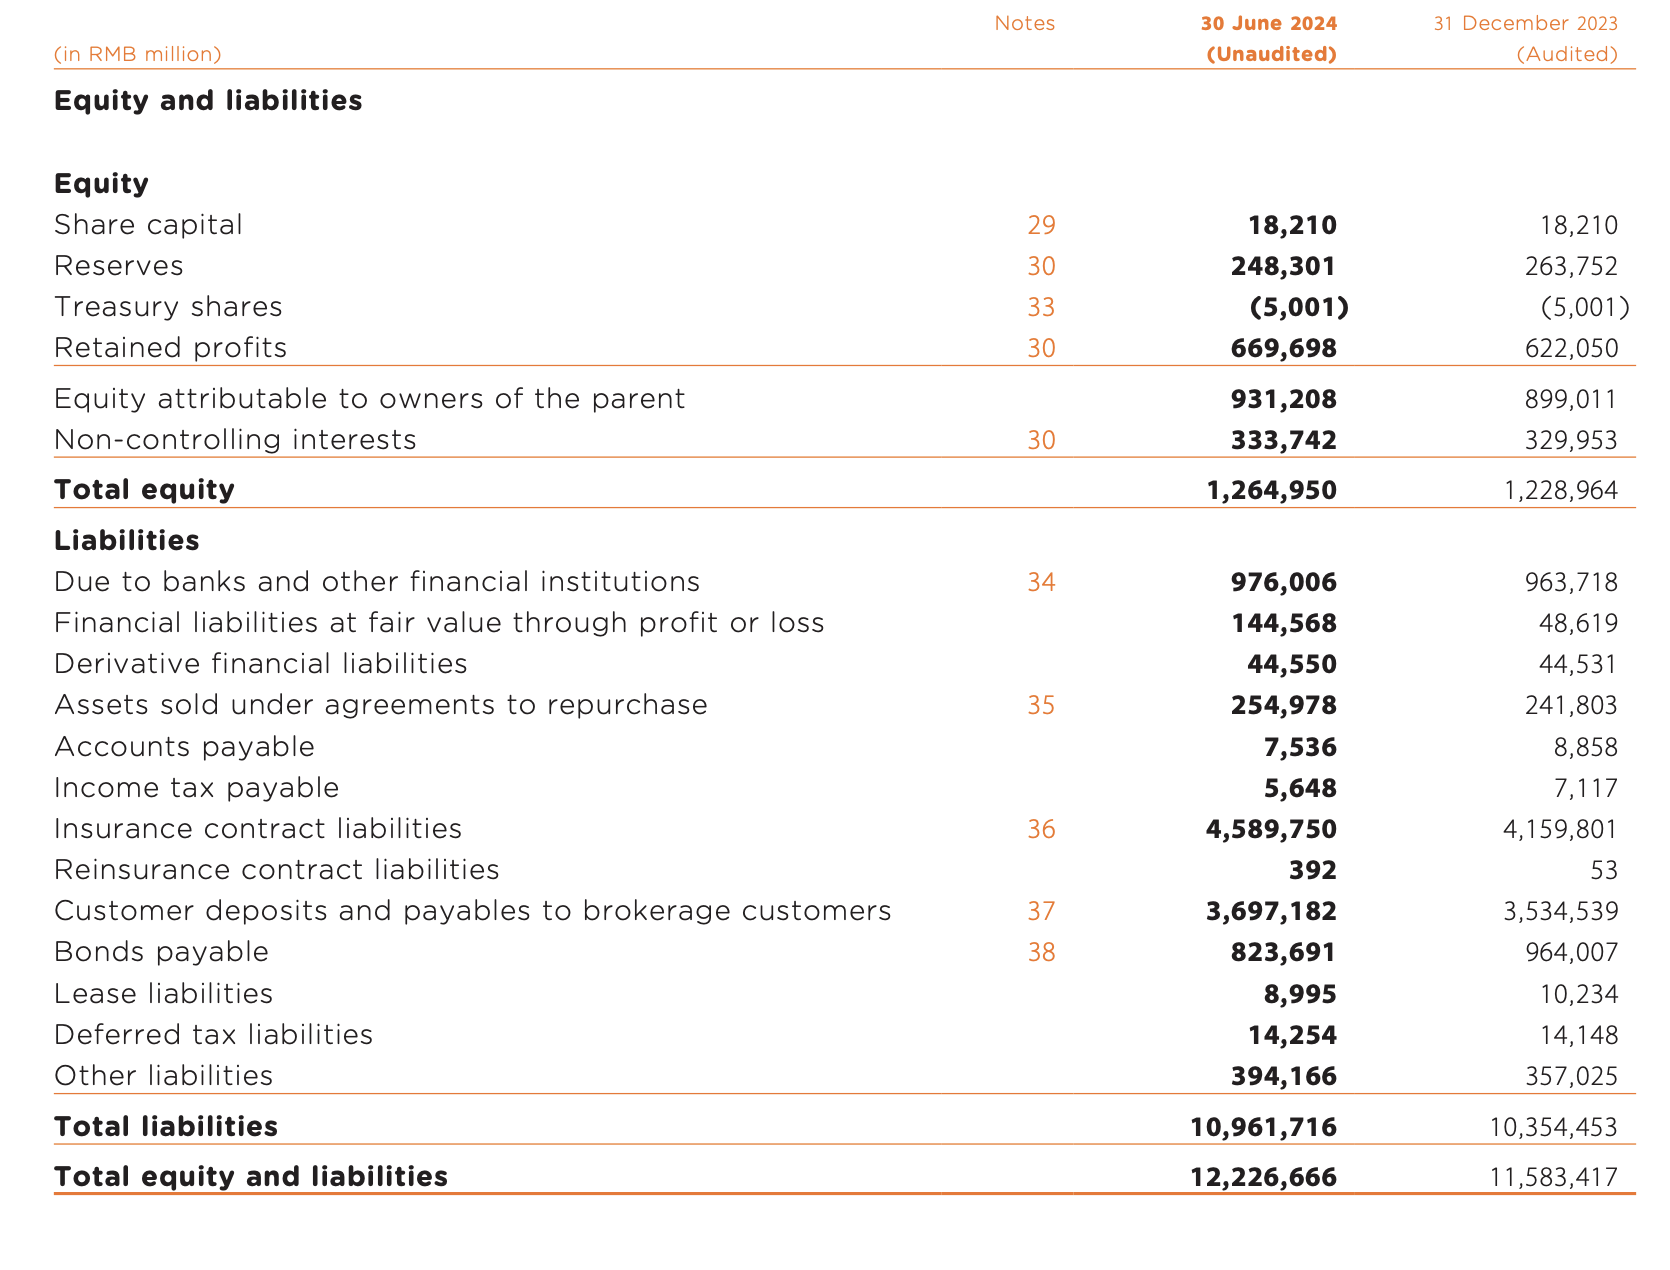 Notes 30 June 2024 31 December 2023
(in RMB million) (Unaudited) (Audited)
Equity and liabilities
Equity
Share capital 29 18,210 18,210
Reserves 30 248,301 263,752
Treasury shares 33 (5,001) (5,001)
Retained profits 30 669,698 622,050
Equity attributable to owners of the parent 931,208 899,011
Non-controlling interests 30 333,742 329,953
Total equity 1,264,950 1,228,964
Liabilities
Due to banks and other financial institutions 34 976,006 963,718
Financial liabilities at fair value through profit or loss 144,568 48,619
Derivative financial liabilities 44,550 44,531
Assets sold under agreements to repurchase 35 254,978 241,803
Accounts payable 7,536 8,858
Income tax payable 5,648 7,117
Insurance contract liabilities 36 4,589,750 4,159,801
Reinsurance contract liabilities 392 53
Customer deposits and payables to brokerage customers 37 3,697,182 3,534,539
Bonds payable 38 823,691 964,007
Lease liabilities 8,995 10,234
Deferred tax liabilities 14,254 14,148
Other liabilities 394,166 357,025
Total liabilities 10,961,716 10,354,453
Total equity and liabilities 12,226,666 11,583,417